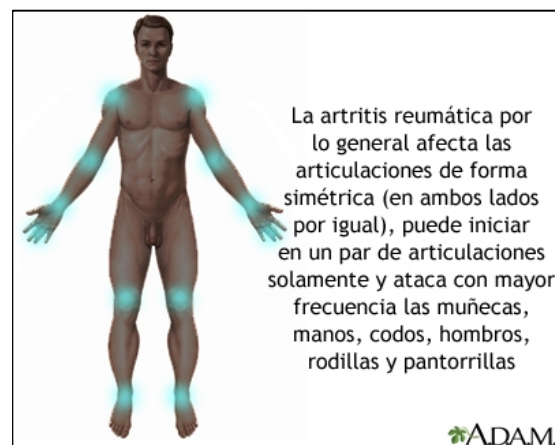 La artritis reumática por
lo general afecta las
articulaciones de forma
simétrica (en ambos lados
por igual), puede iniciar
en un par de articulaciones
solamente y ataca con mayor
frecuencia las muñecas,
manos, codos, hombros,
rodillas y pantorrillas
A.D.A.M.